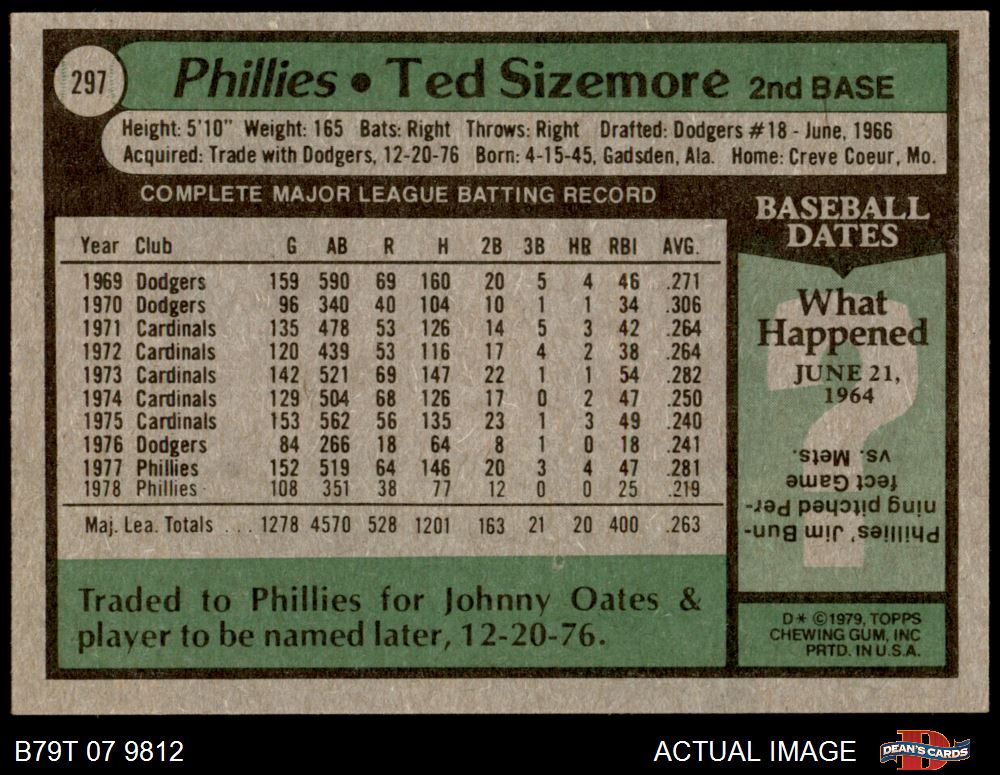 297
Phillies • Ted Sizemore 2nd BASE
Height: 5'10" Weight: 165 Bats: Right Throws: Right Drafted: Dodgers #18 - June, 1966
Acquired: Trade with Dodgers, 12-20-76 Born: 4-15-45, Gadsden, Ala. Home: Creve Coeur, Mo.
COMPLETE MAJOR LEAGUE BATTING RECORD
Year Club G AB R H 2B 3B HR RBI AVG.
1969 Dodgers 159 590 69 160 20 5 4 46 .271
1970 Dodgers 96 340 40 104 10 1 1 34 .306
1971 Cardinals 135 478 53 126 14 5 3 42 .264
1972 Cardinals 120 439 53 116 17 4 2 38 .264
1973 Cardinals 142 521 69 147 22 1 1 54 .282
1974 Cardinals 129 504 68 126 17 0 2 47 .250
1975 Cardinals 153 562 56 135 23 1 3 49 .240
1976 Dodgers 84 266 18 64 8 1 0 18 .241
1977 Phillies 152 519 64 146 20 3 4 47 .281
1978 Phillies 108 351 38 77 12 0 0 25 .219
Maj. Lea. Totals ... 1278 4570 528 1201 163 21 20 400 .263
Traded to Phillies for Johnny Oates &
player to be named later, 12-20-76.
BASEBALL
DATES
What
Happened
JUNE 21,
1964
?
Phillies' Jim Bun-
ning pitched Per-
fect Game
vs. Mets.
D* ©1979, TOPPS
CHEWING GUM, INC
PRTD. IN U.S.A.
B79T 07 9812
ACTUAL IMAGE
DEAN'S CARDS